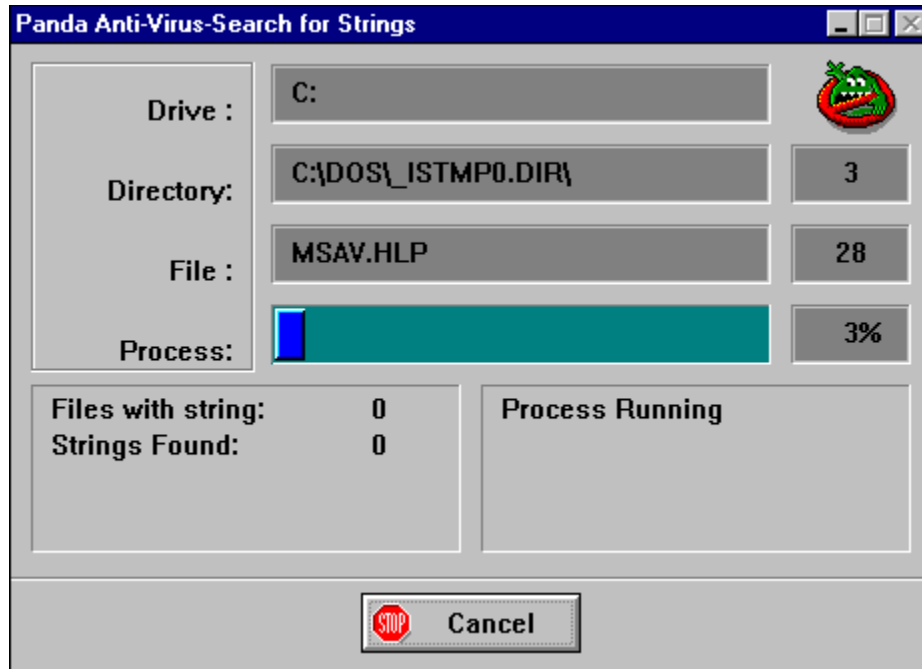 Panda Anti-Virus-Search for Strings
Drive : C:
Directory: C:\DOS\_ISTMP0.DIR\ 3
File : MSAV.HLP 28
Process: 3%
Files with string: 0
Strings Found: 0
Process Running
STOP Cancel